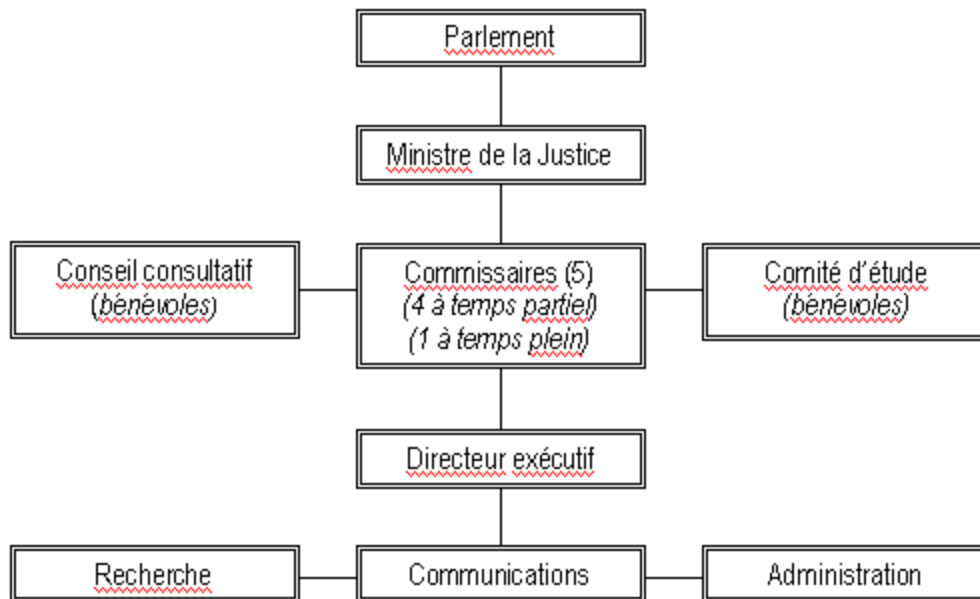 Parlement
Ministre de la Justice
Conseil consultatif
(bénévoles)
Commissaires (5)
(4 à temps partiel)
(1 à temps plein)
Comité d'étude
(bénévoles)
Directeur exécutif
Recherche
Communications
Administration